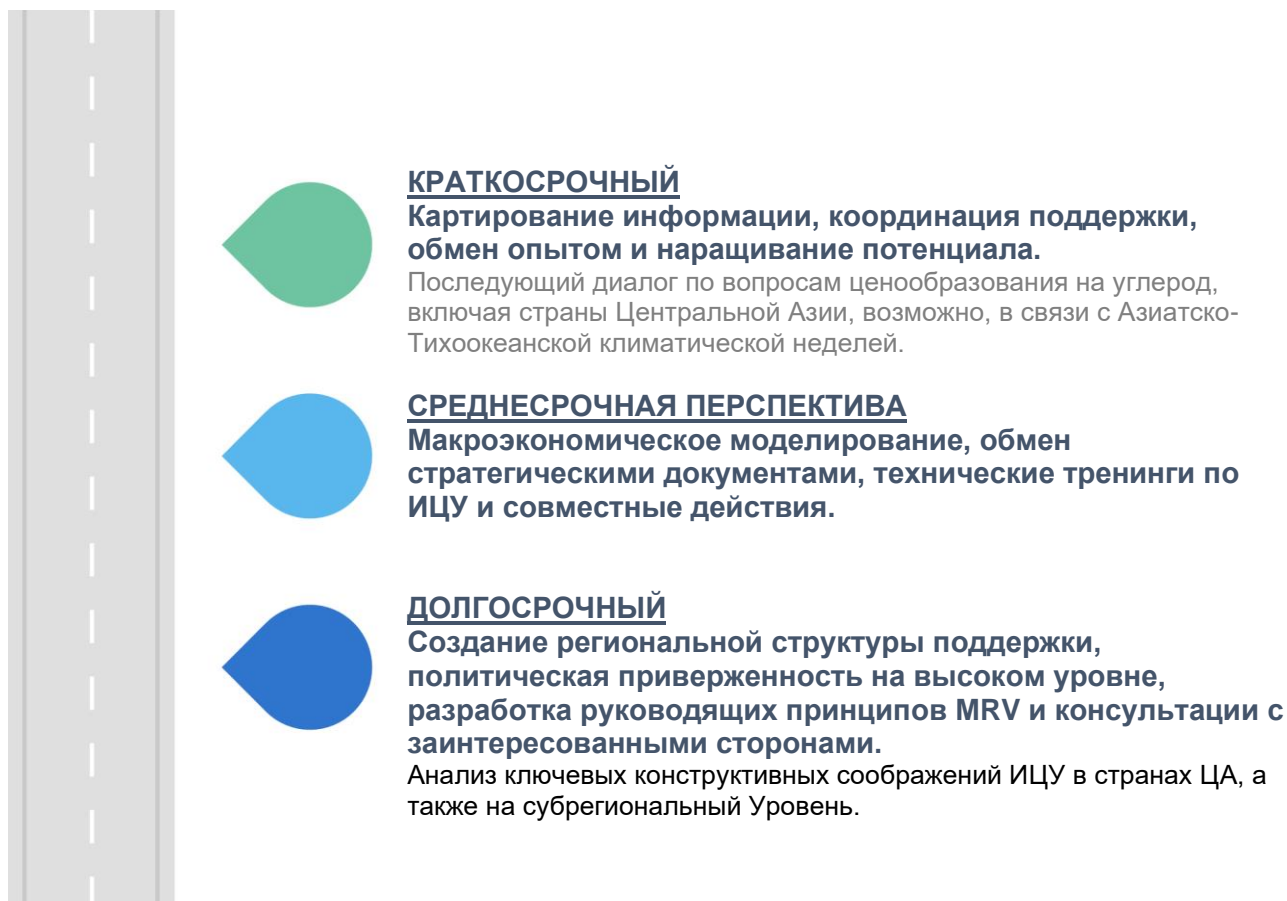 КРАТКОСРОЧНЫЙ
Картирование информации, координация поддержки,
обмен опытом и наращивание потенциала.
Последующий диалог по вопросам ценообразования на углерод,
включая страны Центральной Азии, возможно, в связи с Азиатско-
Тихоокеанской климатической неделей.
СРЕДНЕСРОЧНАЯ ПЕРСПЕКТИВА
Макроэкономическое моделирование, обмен
стратегическими документами, технические тренинги по
ИЦУ и совместные действия.
ДОЛГОСРОЧНЫЙ
Создание региональной структуры поддержки,
политическая приверженность на высоком уровне,
разработка руководящих принципов MRV и консультации с
заинтересованными сторонами.
Анализ ключевых конструктивных соображений ИЦУ в странах ЦА, а
также на субрегиональный Уровень.